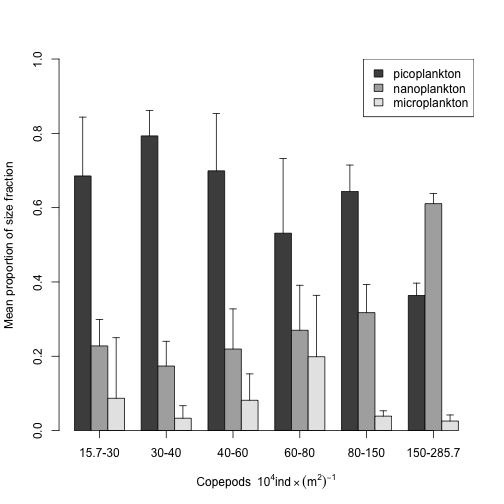 picoplankton
nanoplankton
microplankton
Mean proportion of size fraction
1.0
0.8
0.6
0.4
0.2
0.0
15.7-30 30-40 40-60 60-80 80-150 150-285.7
Copepods 10⁴ind×(m²)⁻¹